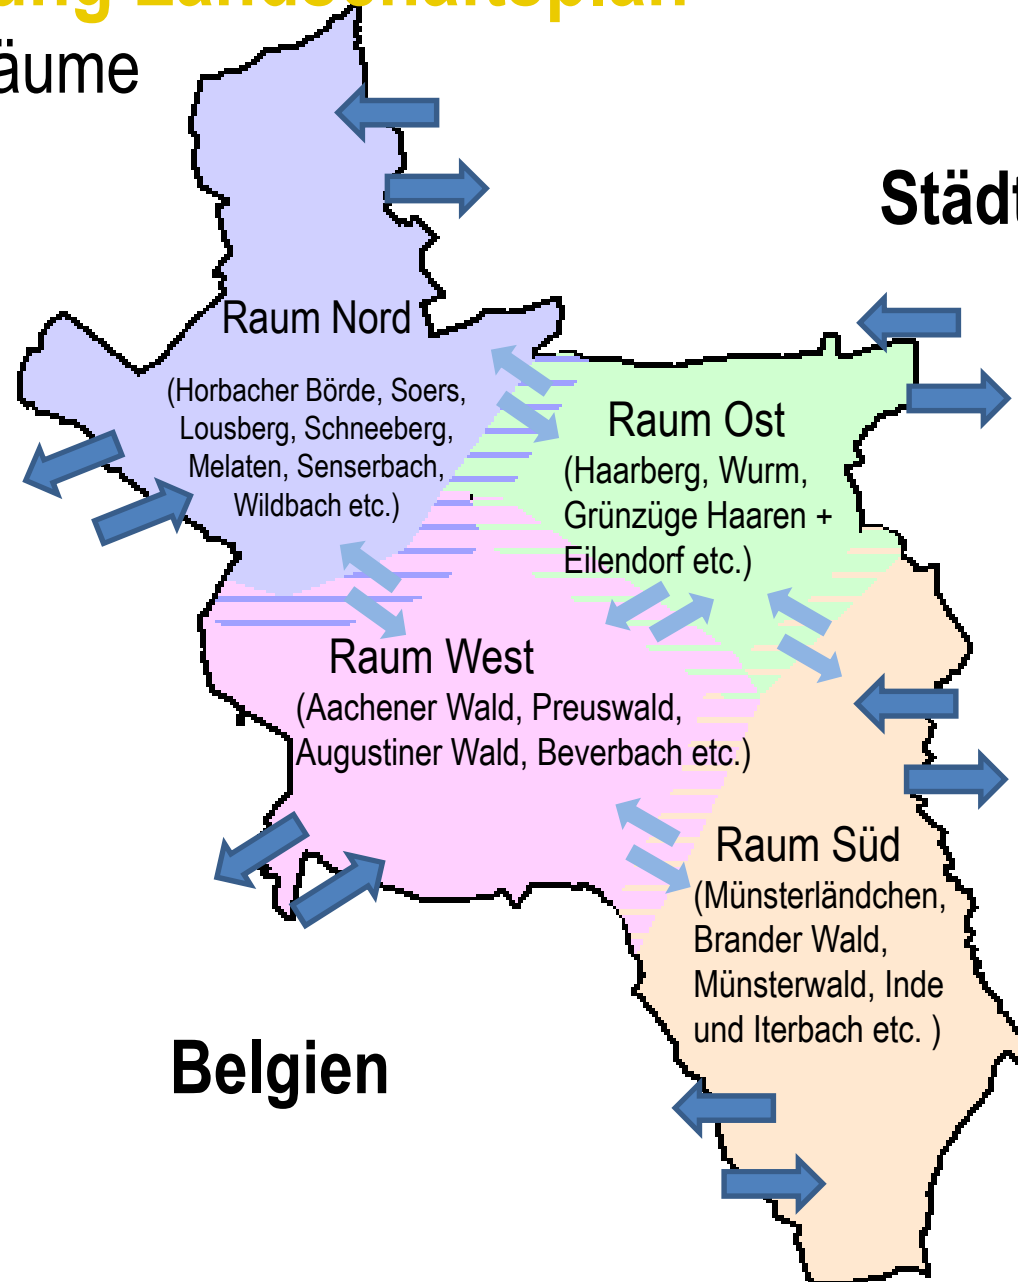 ung Landschaftsplan
äume
Städt
Raum Nord
(Horbacher Börde, Soers,
Lousberg, Schneeberg,
Melaten, Senserbach,
Wildbach etc.)
Raum Ost
(Haarberg, Wurm,
Grünzüge Haaren +
Eilendorf etc.)
Raum West
(Aachener Wald, Preuswald,
Augustiner Wald, Beverbach etc.)
Raum Süd
(Münsterländchen,
Brander Wald,
Münsterwald, Inde
und Iterbach etc. )
Belgien